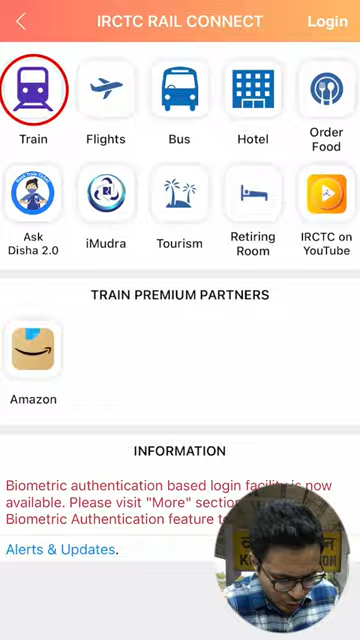 IRCTC RAIL CONNECT
Login
Train
Flights
Bus
Hotel
Order
Food
Ask
Disha 2.0
iMudra
Tourism
Retiring
Room
IRCTC on
YouTube
TRAIN PREMIUM PARTNERS
Amazon
INFORMATION
Biometric authentication based login facility is now
available. Please visit "More" section
Biometric Authentication feature to
Alerts & Updates.